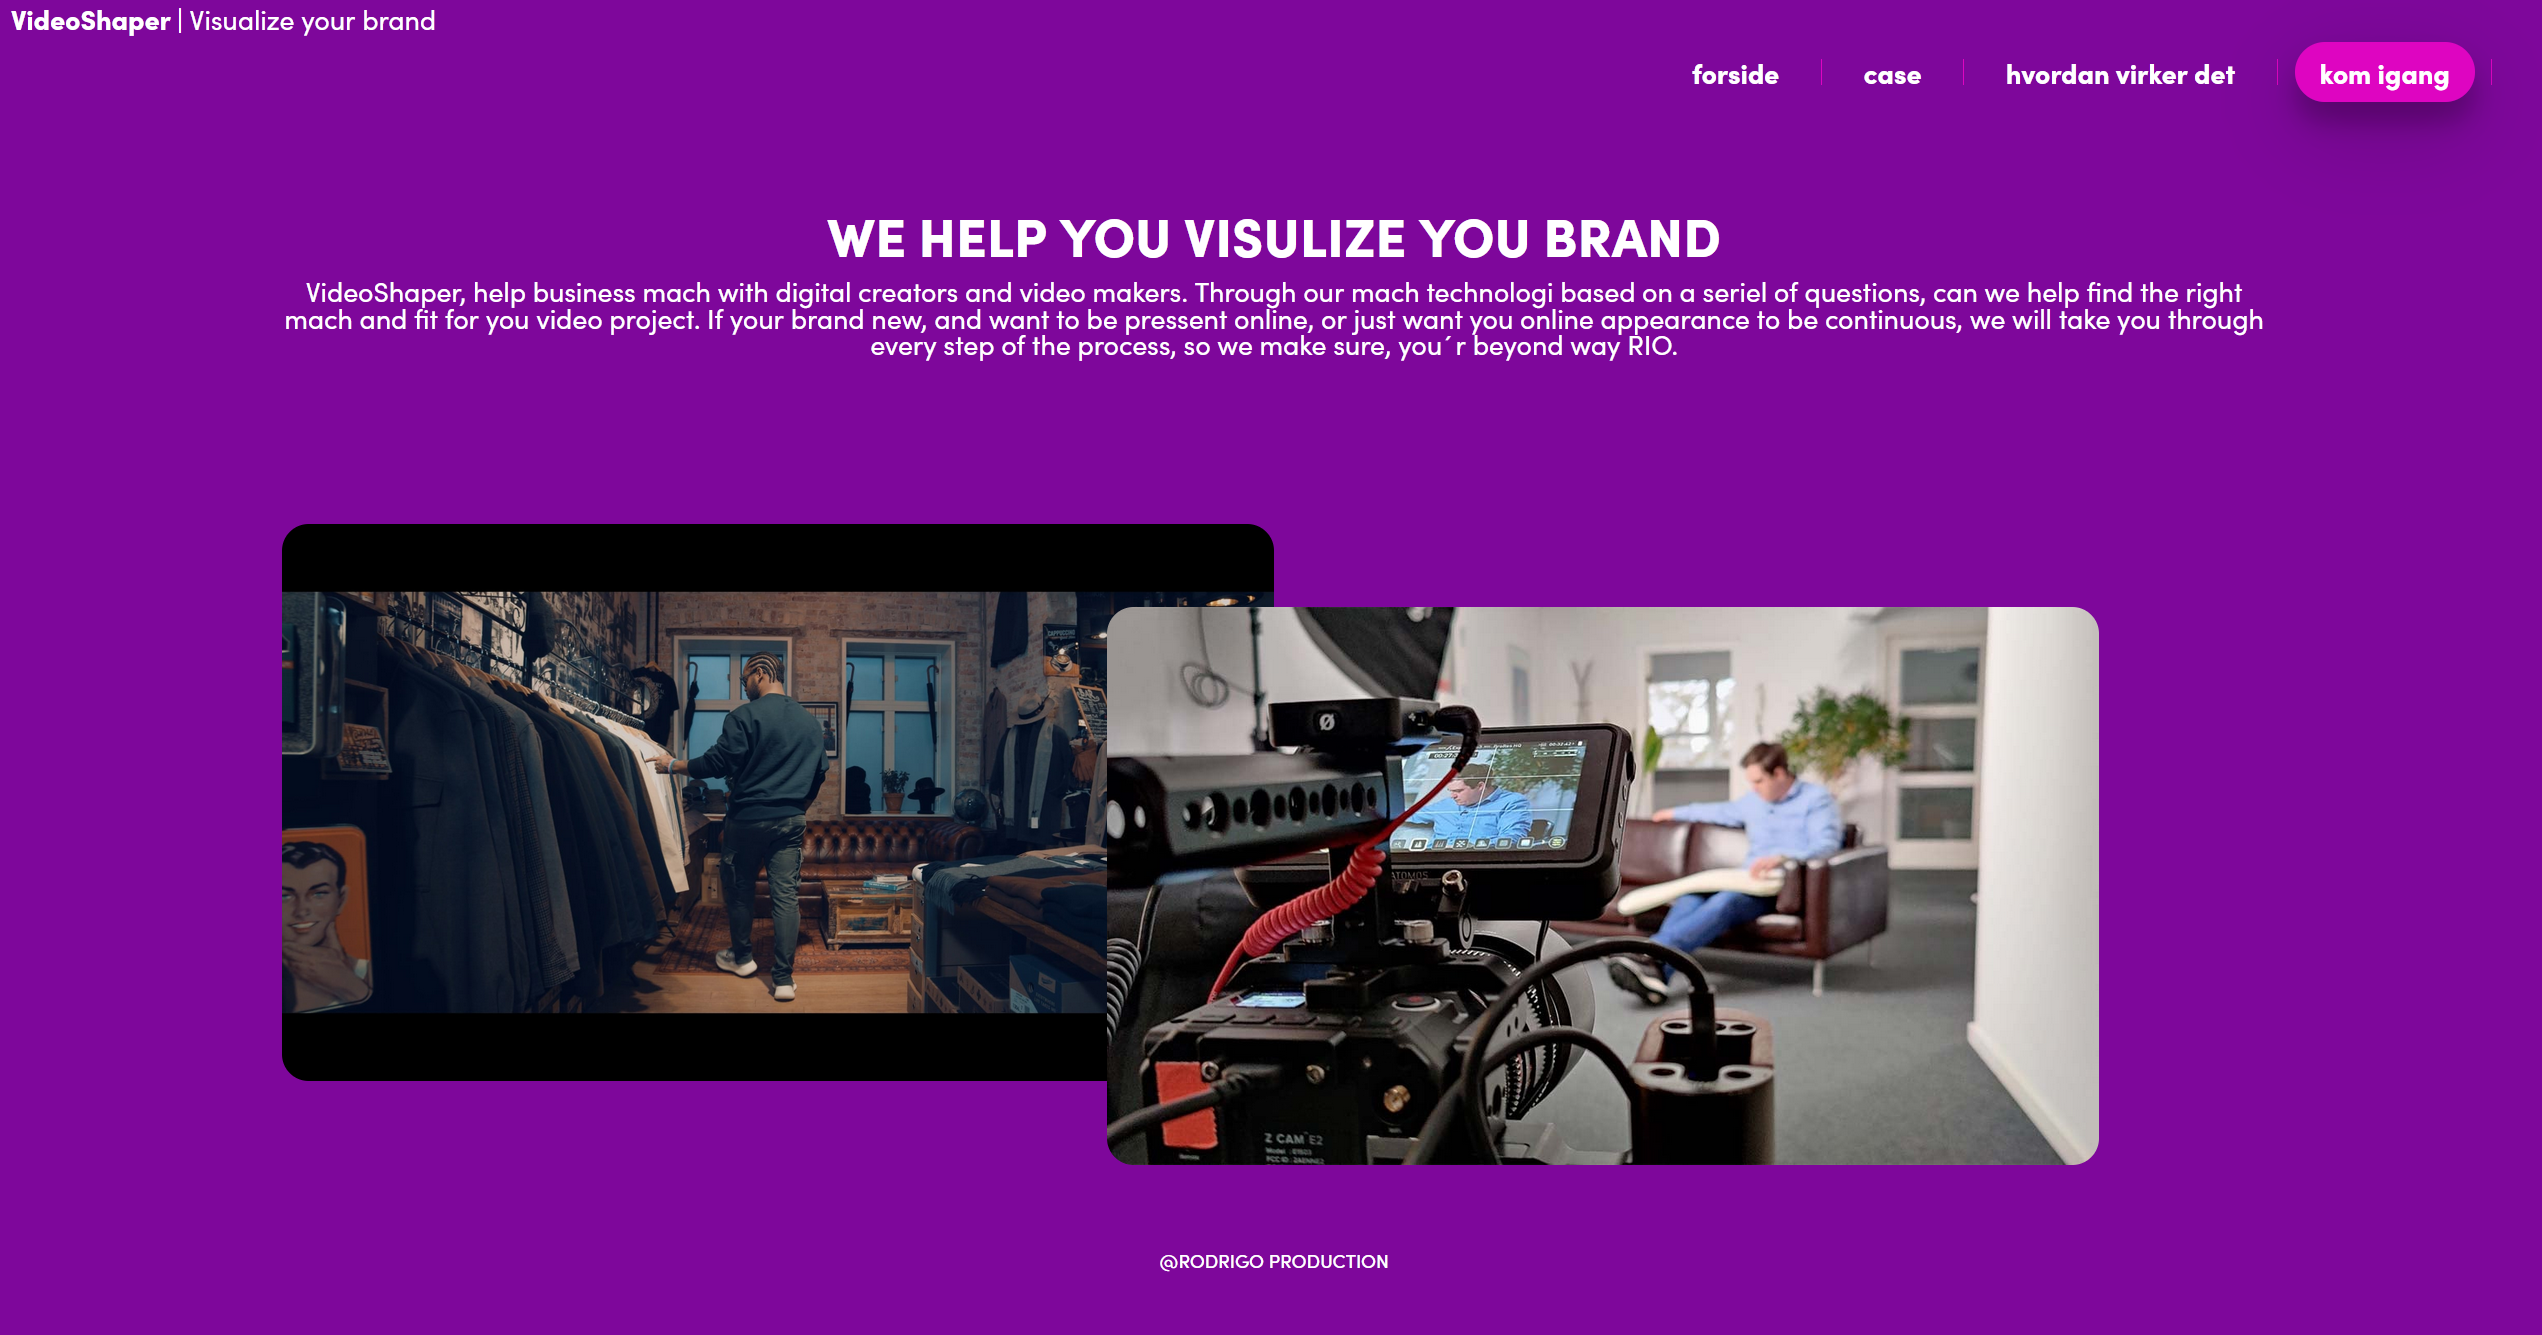 VideoShaper | Visualize your brand
forside
case
hvordan virker det
kom igang
WE HELP YOU VISULIZE YOU BRAND
VideoShaper, help business mach with digital creators and video makers. Through our mach technologi based on a seriel of questions, can we help find the right
mach and fit for you video project. If your brand new, and want to be pressent online, or just want you online appearance to be continuous, we will take you through
every step of the process, so we make sure, you´r beyond way RIO.
CAPPUCCINO
BAR
ATOMOS
Z CAM E2
@RODRIGO PRODUCTION